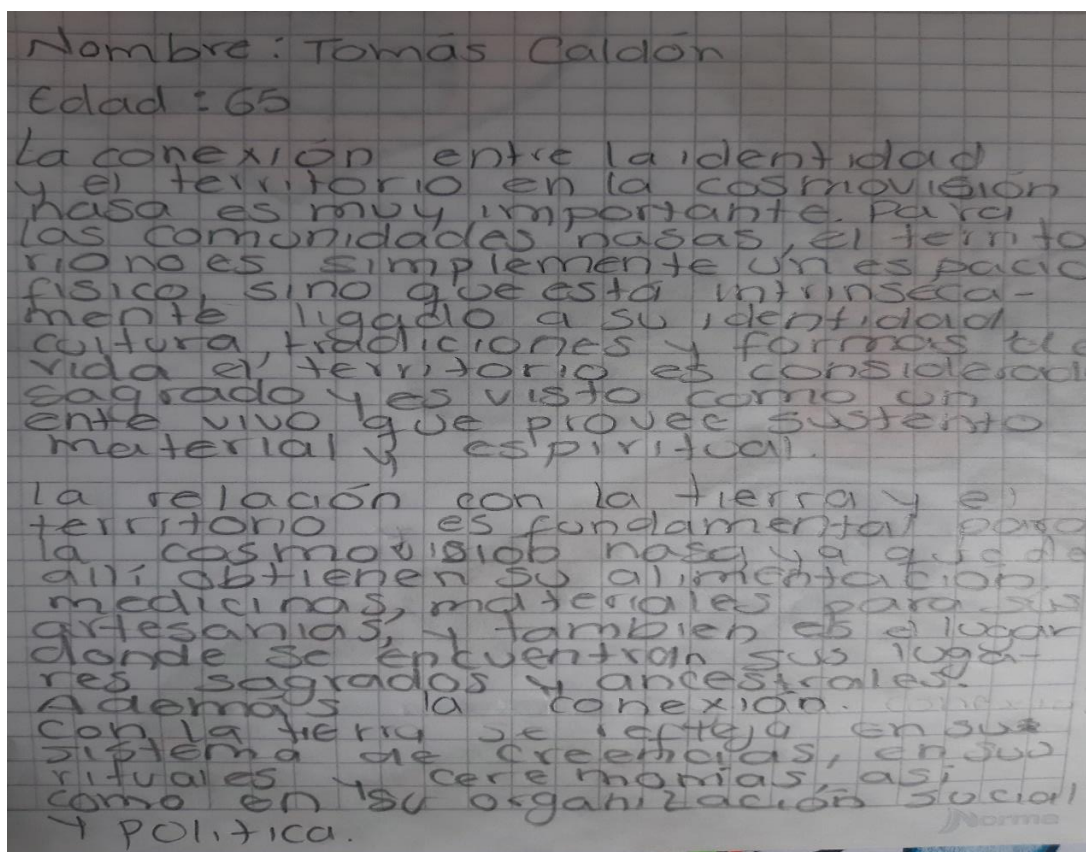 Nombre: Tomás Caldón
Edad: 65
La conexión entre la identidad
y el territorio en la cosmovisión
nasa es muy importante. Para
las comunidades nasas, el territo
rio no es simplemente un espacio
físico, sino que está intrínseca-
mente ligado a su identidad,
cultura, tradiciones y formas de
vida el territorio es considerado
sagrado y es visto como un
ente vivo que provee sustento
material y espiritual.
la relación con la tierra y el
territorio es fundamental para
la cosmovisiob nasa ya que de
allí obtienen su alimentación
medicinas, materiales para sus
artesanias, y tambien es el lugar
donde se encuentran sus luga-
res sagrados y ancestrales.
Además la conexión.
con la tierra se refleja en su
sistema de creencias, en sus
rituales y ceremonias, así
como en su organización social
y politica.
Norma